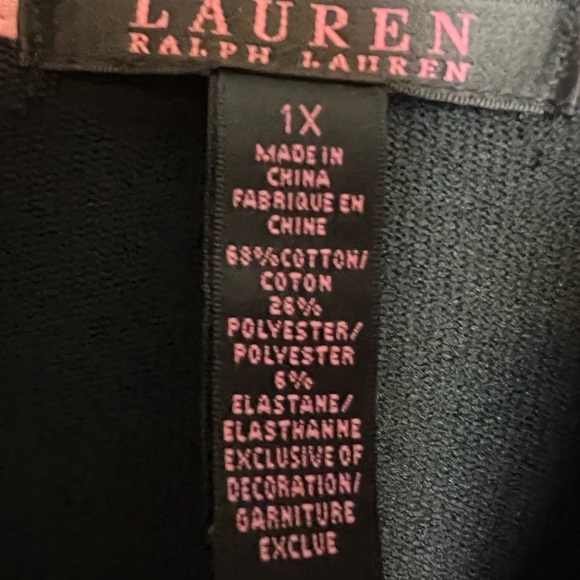 LAUREN
RALPH LAUREN
1X
MADE IN
CHINA
FABRIQUE EN
CHINE
68%COTTON/
COTON
26%
POLYESTER/
POLYESTER
6%
ELASTANE/
ELASTHANNE
EXCLUSIVE OF
DECORATION/
GARNITURE
EXCLUE